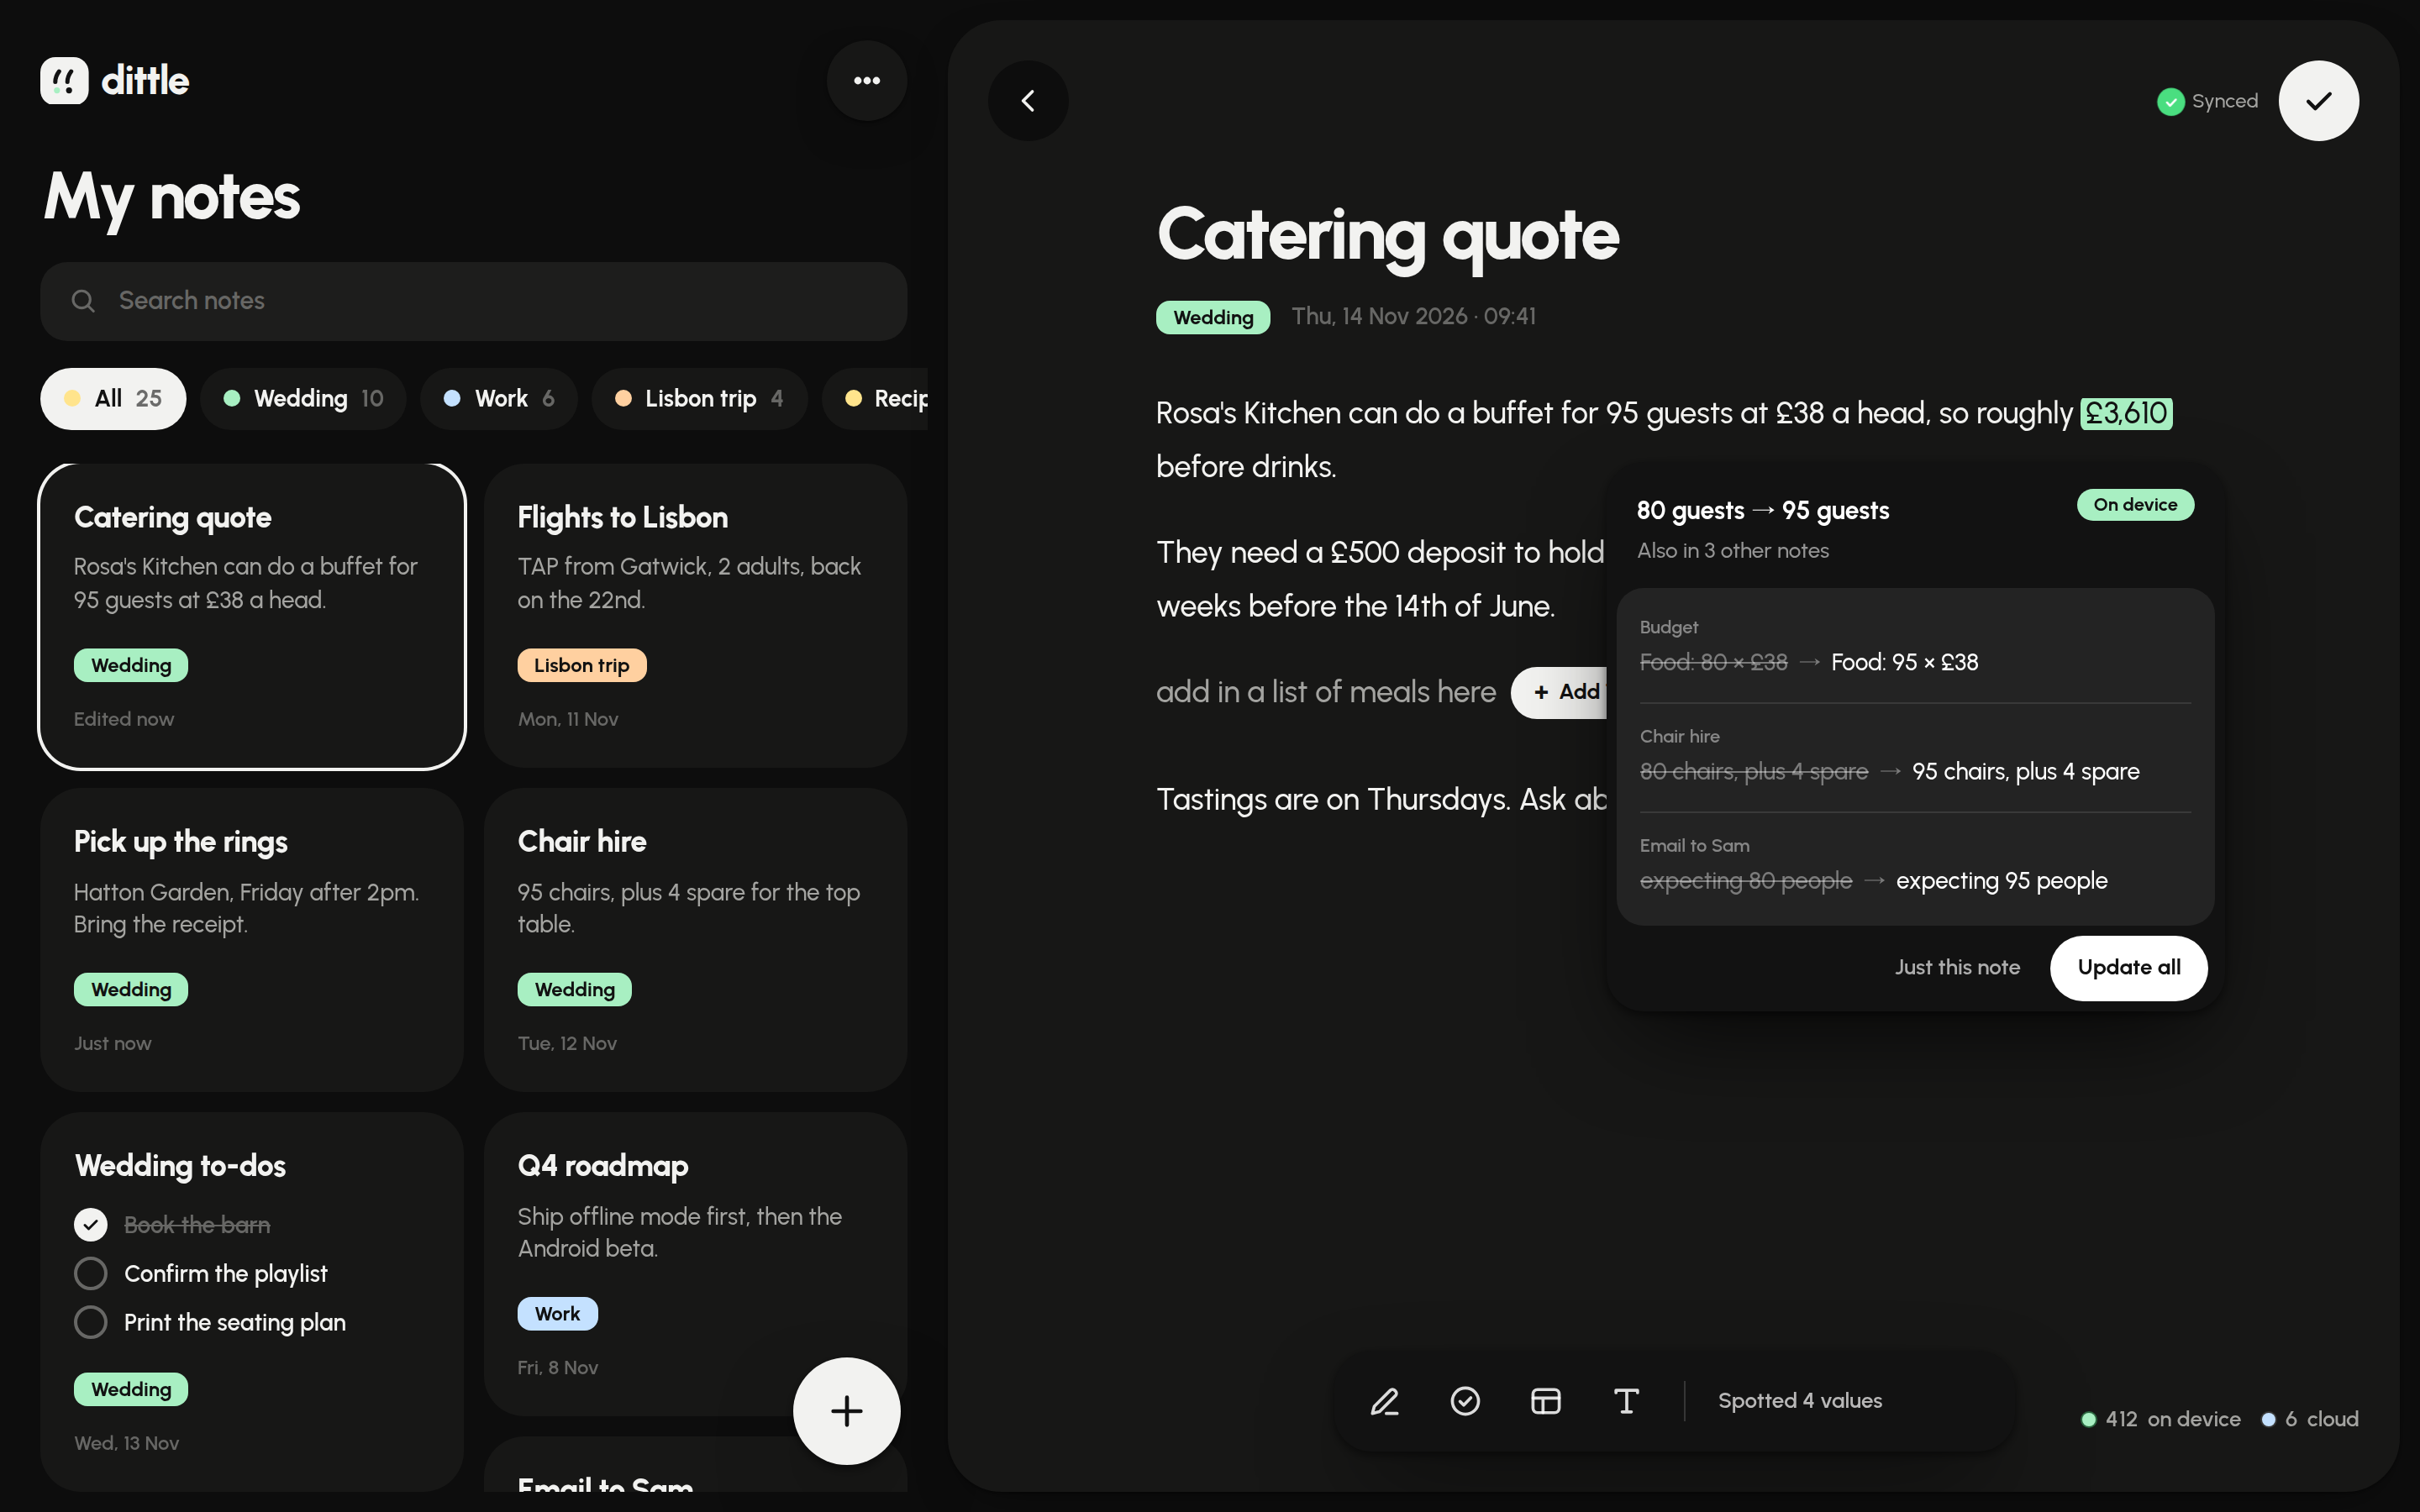 dittle
My notes
Search notes
All 25
Wedding 10
Work 6
Lisbon trip 4
Recip
Catering quote
Rosa's Kitchen can do a buffet for
95 guests at £38 a head.
Wedding
Edited now
Flights to Lisbon
TAP from Gatwick, 2 adults, back
on the 22nd.
Lisbon trip
Mon, 11 Nov
Pick up the rings
Hatton Garden, Friday after 2pm.
Bring the receipt.
Wedding
Just now
Chair hire
95 chairs, plus 4 spare for the top
table.
Wedding
Tue, 12 Nov
Wedding to-dos
Book the barn
Confirm the playlist
Print the seating plan
Wedding
Wed, 13 Nov
Q4 roadmap
Ship offline mode first, then the
Android beta.
Work
Fri, 8 Nov
Email to Sam
Synced
Catering quote
Wedding Thu, 14 Nov 2026 · 09:41
Rosa's Kitchen can do a buffet for 95 guests at £38 a head, so roughly £3,610
before drinks.
They need a £500 deposit to hold
weeks before the 14th of June.
add in a list of meals here + Add
Tastings are on Thursdays. Ask ab
80 guests → 95 guests
On device
Also in 3 other notes
Budget
Food: 80 × £38 → Food: 95 × £38
Chair hire
80 chairs, plus 4 spare → 95 chairs, plus 4 spare
Email to Sam
expecting 80 people → expecting 95 people
Just this note
Update all
Spotted 4 values
412 on device 6 cloud